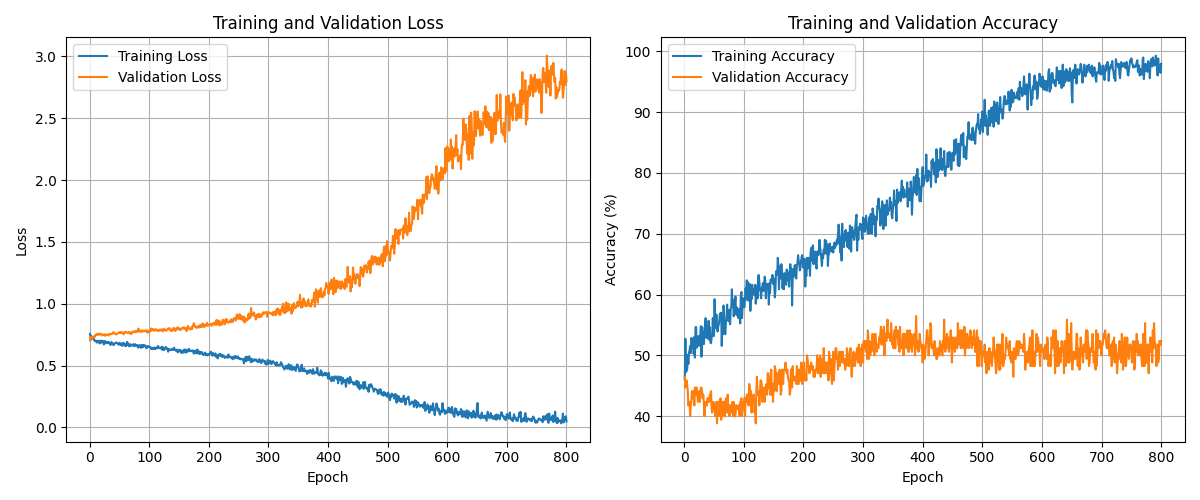 Training and Validation Loss
Training Loss
Validation Loss
3.0
2.5
2.0
1.5
1.0
0.5
0.0
Loss
0 100 200 300 400 500 600 700 800
Epoch
Training and Validation Accuracy
Training Accuracy
Validation Accuracy
100
90
80
70
60
50
40
Accuracy (%)
0 100 200 300 400 500 600 700 800
Epoch